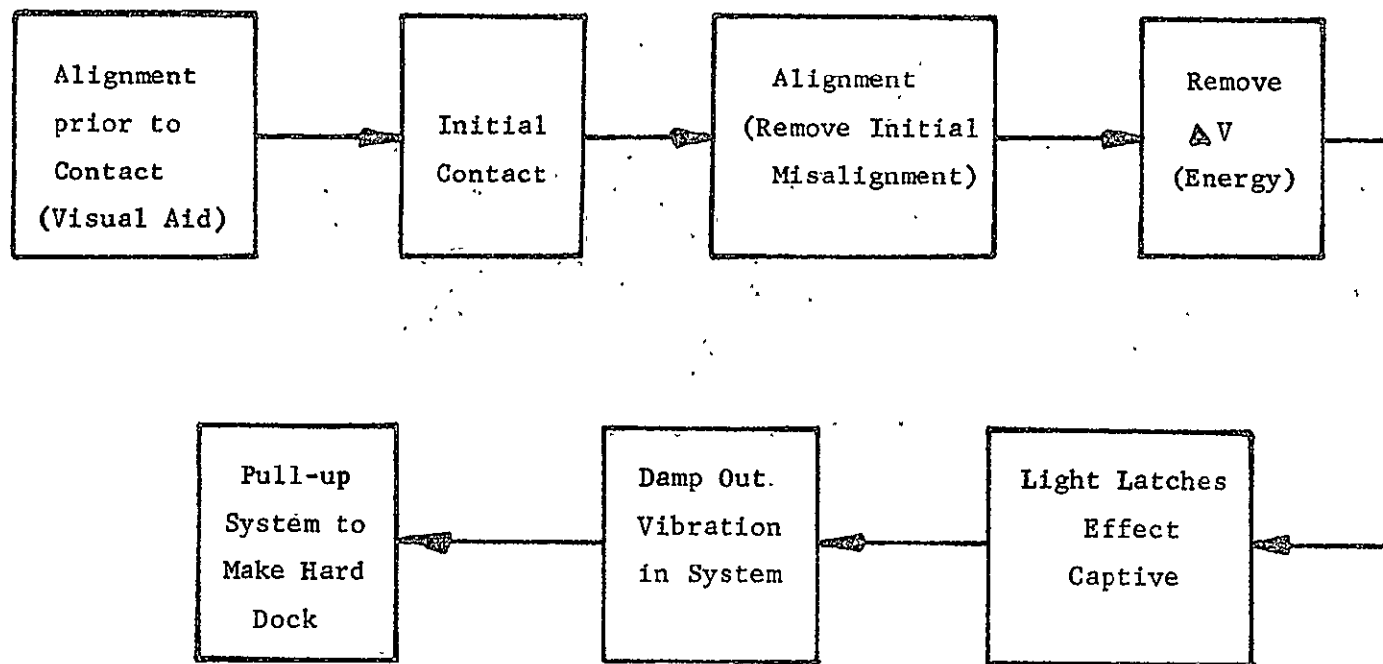 Alignment
prior to
Contact
(Visual Aid)
Initial
Contact
Alignment
(Remove Initial
Misalignment)
Remove
Δ V
(Energy)
Light Latches
Effect
Captive
Damp Out.
Vibration
in System
Pull-up
System to
Make Hard
Dock